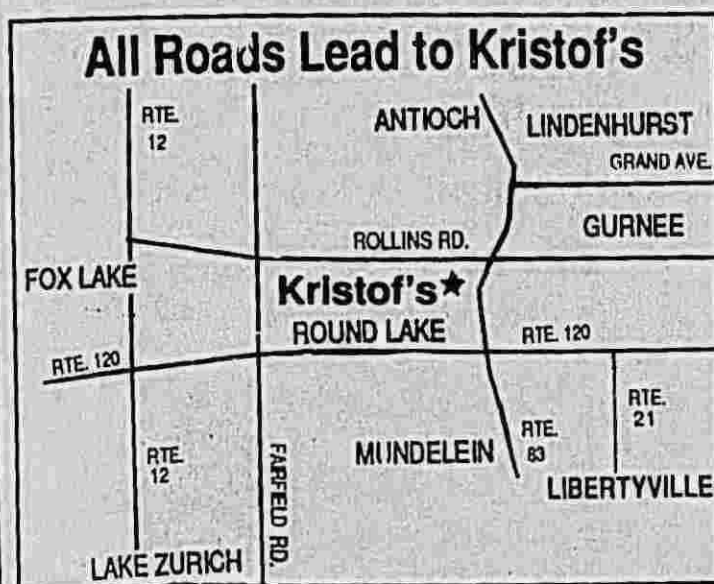 All Roads Lead to Kristof's
RTE.
12
ANTIOCH
LINDENHURST
GRAND AVE.
GURNEE
ROLLINS RD.
FOX LAKE
Kristof's★
ROUND LAKE
RTE. 120
RTE. 120
RTE.
21
RTE.
83
MUNDELEIN
RTE.
12
FAIRFIELD RD.
LIBERTYVILLE
LAKE ZURICH